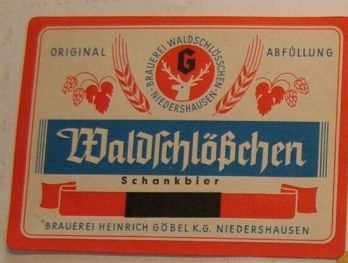 ORIGINAL
ABFÜLLUNG
BRAUEREI WALDSCHLÖSSCHEN
G
NIEDERSHAUSEN
Waldſchlößchen
Schankbier
BRAUEREI HEINRICH GÖBEL K.G. NIEDERSHAUSEN